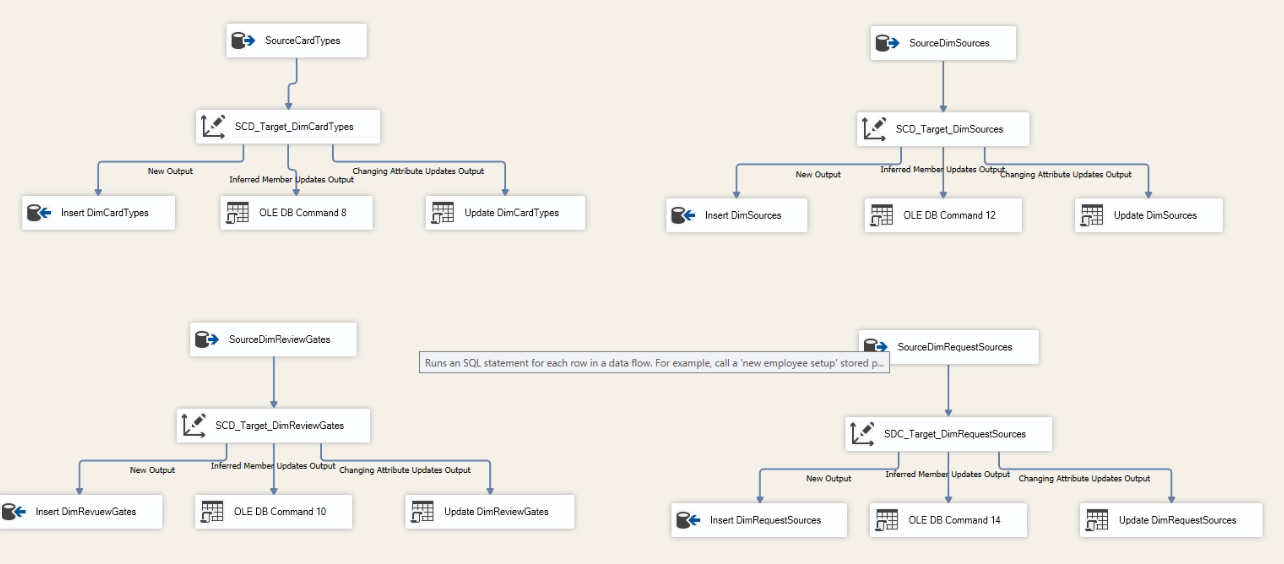 SourceCardTypes
SCD_Target_DimCardTypes
New Output
Inferred Member Updates Output
Changing Attribute Updates Output
Insert DimCardTypes
OLE DB Command 8
Update DimCardTypes
SourceDimSources
SCD_Target_DimSources
New Output
Inferred Member Updates Output
Changing Attribute Updates Output
Insert DimSources
OLE DB Command 12
Update DimSources
SourceDimReviewGates
SCD_Target_DimReviewGates
New Output
Inferred Member Updates Output
Changing Attribute Updates Output
Insert DimRevuewGates
OLE DB Command 10
Update DimReviewGates
Runs an SQL statement for each row in a data flow. For example, call a 'new employee setup' stored p...
SourceDimRequestSources
SDC_Target_DimRequestSources
New Output
Inferred Member Updates Output
Changing Attribute Updates Output
Insert DimRequestSources
OLE DB Command 14
Update DimRequestSources